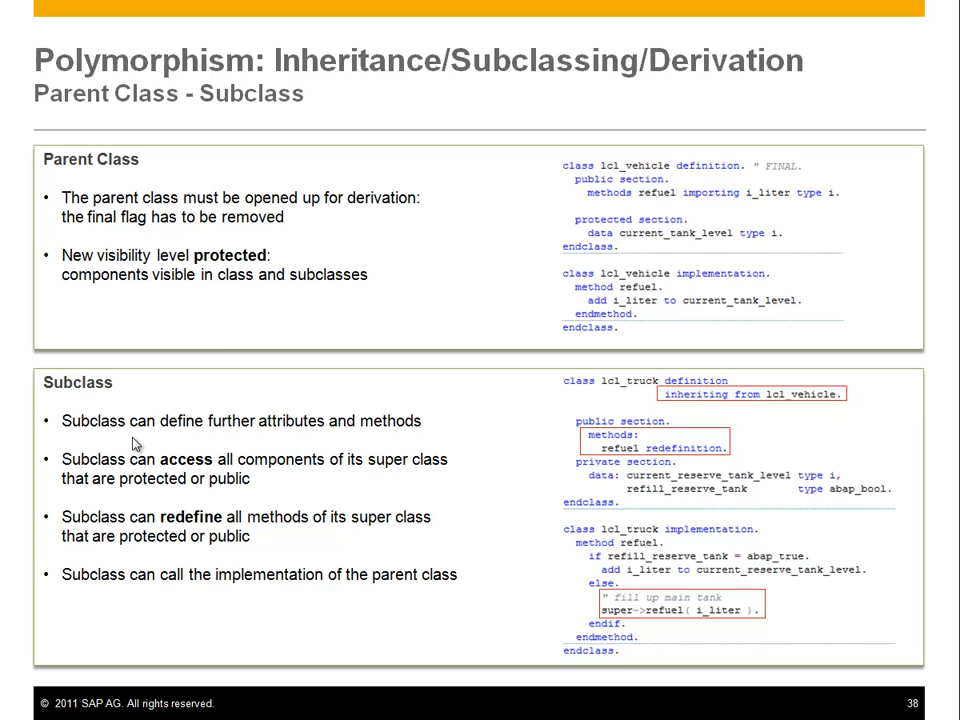 Polymorphism: Inheritance/Subclassing/Derivation
Parent Class - Subclass
Parent Class
• The parent class must be opened up for derivation:
the final flag has to be removed
• New visibility level protected:
components visible in class and subclasses
class lcl_vehicle definition. " FINAL.
public section.
methods refuel importing i_liter type i.
protected section.
data current_tank_level type i.
endclass.
class lcl_vehicle implementation.
method refuel.
add i_liter to current_tank_level.
endmethod.
endclass.
Subclass
• Subclass can define further attributes and methods
• Subclass can access all components of its super class
that are protected or public
• Subclass can redefine all methods of its super class
that are protected or public
• Subclass can call the implementation of the parent class
class lcl_truck definition
inheriting from lcl_vehicle.
public section.
methods:
refuel redefinition.
private section.
data: current_reserve_tank_level type i,
refill_reserve_tank type abap_bool.
endclass.
class lcl_truck implementation.
method refuel.
if refill_reserve_tank = abap_true.
add i_liter to current_reserve_tank_level.
else.
" fill up main tank
super->refuel( i_liter ).
endif.
endmethod.
endclass.
© 2011 SAP AG. All rights reserved.
38